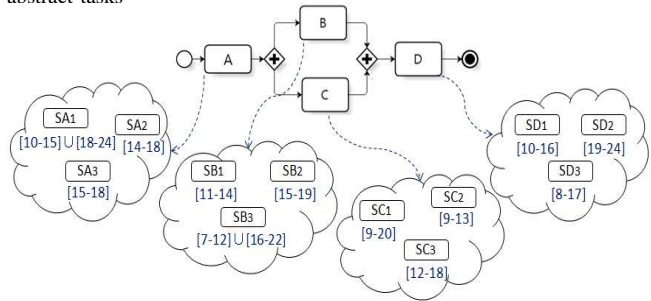 abstract tasks
B
A
D
C
SA1
[10-15] ∪ [18-24]
SA2
[14-18]
SA3
[15-18]
SB1
[11-14]
SB2
[15-19]
SB3
[7-12] ∪ [16-22]
SC1
[9-20]
SC2
[9-13]
SC3
[12-18]
SD1
[10-16]
SD2
[19-24]
SD3
[8-17]